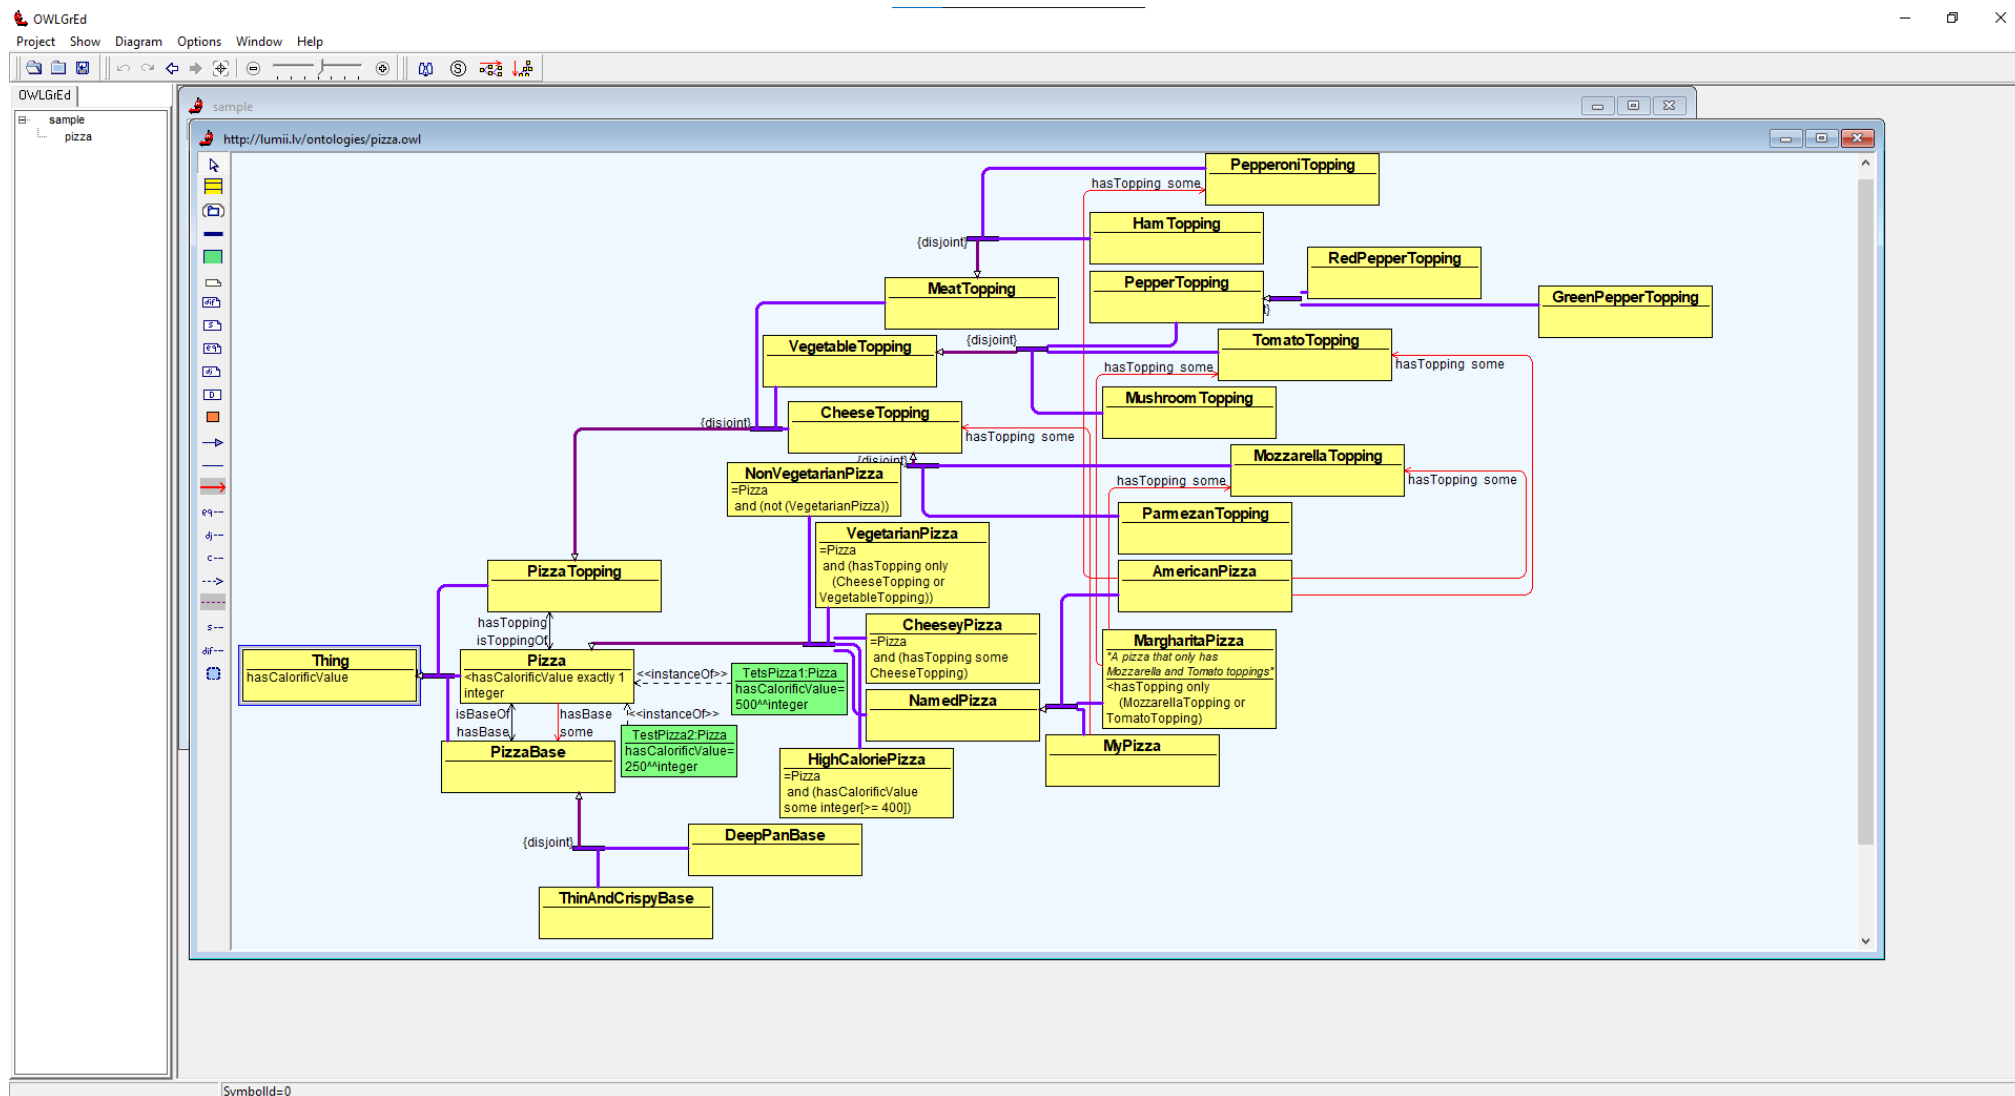 OWLGrEd
Project Show Diagram Options Window Help
OWLGrEd
sample
pizza
sample
http://lumii.lv/ontologies/pizza.owl
PepperoniTopping
hasTopping some
Ham Topping
{disjoint}
RedPepperTopping
PepperTopping
MeatTopping
GreenPepperTopping
TomatoTopping
{disjoint}
VegetableTopping
hasTopping some
hasTopping some
Mushroom Topping
CheeseTopping
{disjoint}
hasTopping some
MozzarellaTopping
{disjoint}
NonVegetarianPizza
=Pizza
and (not (VegetarianPizza))
hasTopping some
hasTopping some
ParmezanTopping
VegetarianPizza
=Pizza
and (hasTopping only
(CheeseTopping or
VegetableTopping))
PizzaTopping
AmericanPizza
hasTopping
isToppingOf
CheeseyPizza
=Pizza
and (hasTopping some
CheeseTopping)
MargharitaPizza
"A pizza that only has
Mozzarella and Tomato toppings"
<hasTopping only
(MozzarellaTopping or
TomatoTopping)
Thing
hasCalorificValue
Pizza
<hasCalorificValue exactly 1
integer
<<instanceOf>>
TetsPizza1:Pizza
hasCalorificValue=
500^^integer
NamedPizza
isBaseOf
hasBase
hasBase
some
<<instanceOf>>
TestPizza2:Pizza
hasCalorificValue=
250^^integer
PizzaBase
MyPizza
HighCaloriePizza
=Pizza
and (hasCalorificValue
some integer[>= 400])
{disjoint}
DeepPanBase
ThinAndCrispyBase
dif
S
eq
dj
D
eq
dj
c
s
dif
SymbolId=0